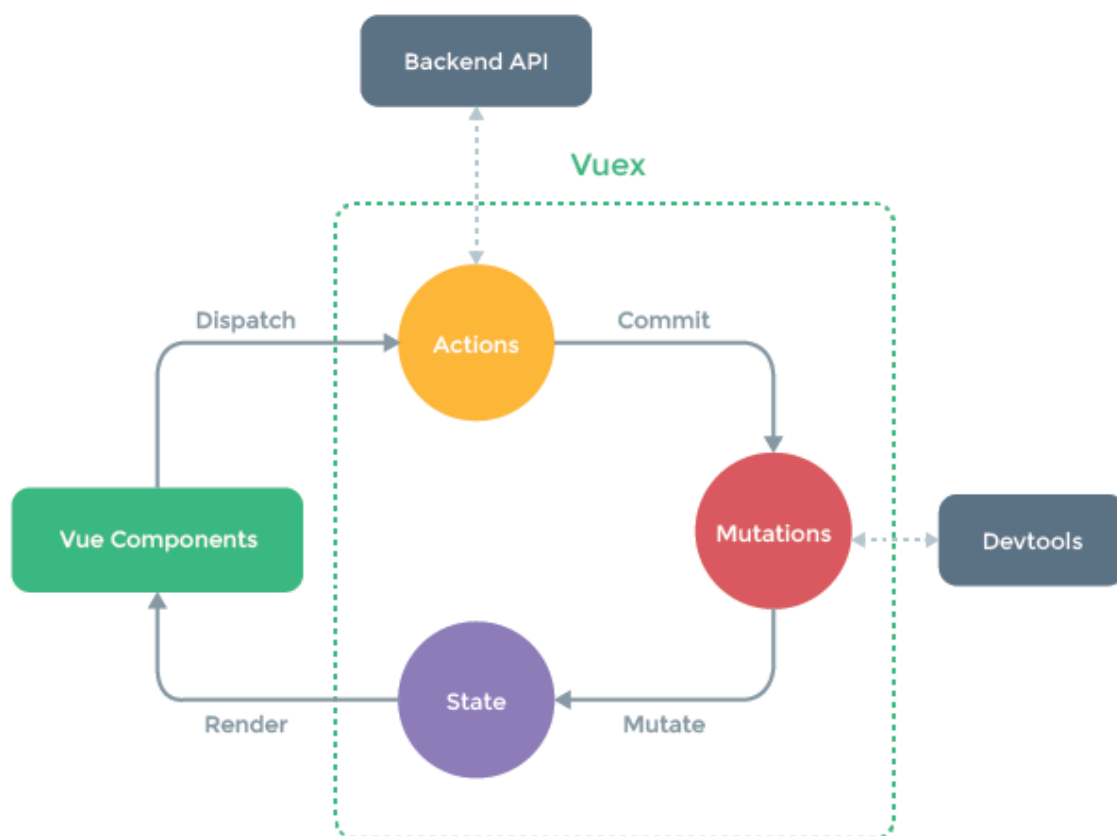 Backend API
Vuex
Dispatch
Commit
Actions
Vue Components
Mutations
Devtools
State
Render
Mutate